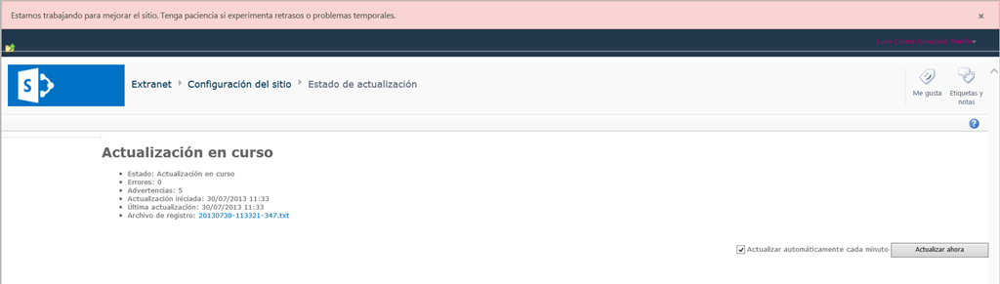 Estamos trabajando para mejorar el sitio. Tenga paciencia si experimenta retrasos o problemas temporales.
Extranet Configuración del sitio Estado de actualización
Me gusta
Etiquetas y notas
Actualización en curso
Estado: Actualización en curso
Errores: 0
Advertencias: 5
Actualización iniciada: 30/07/2013 11:33
Última actualización: 30/07/2013 11:33
Archivo de registro: 20130730-113321-347.txt
Actualizar automáticamente cada minuto
Actualizar ahora